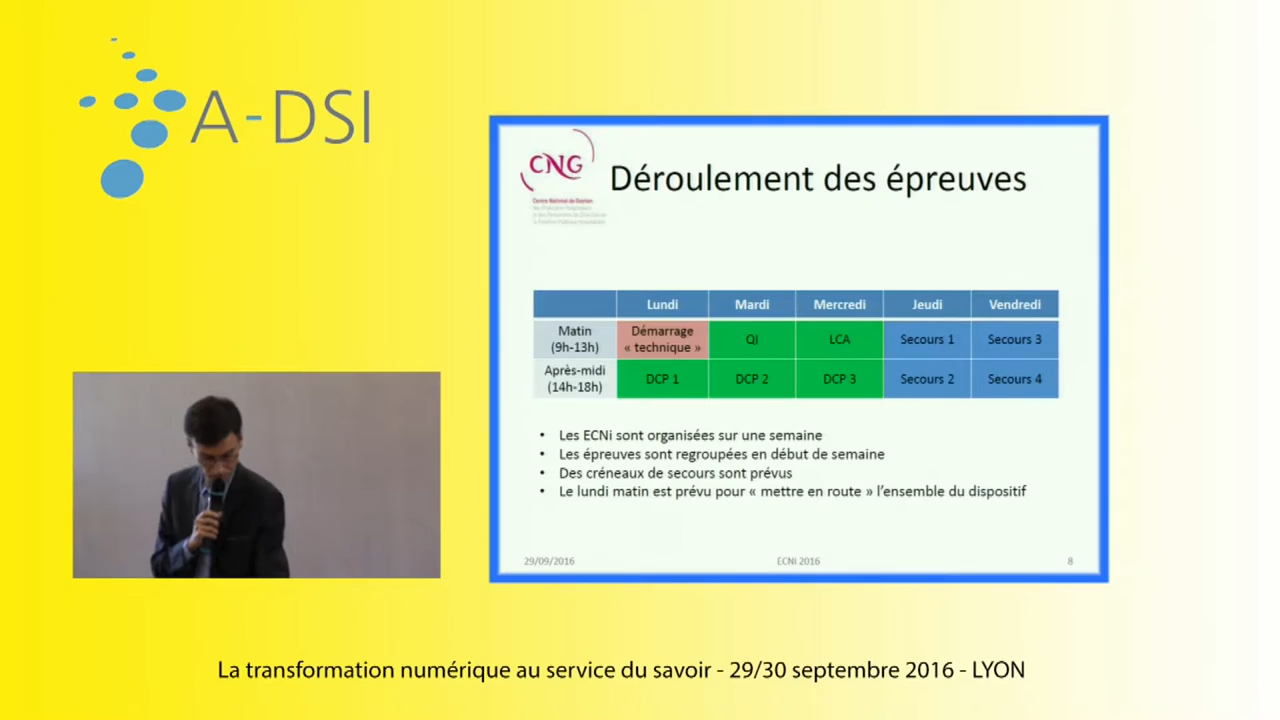 A-DSI
CNG
Centre National de Gestion
Déroulement des épreuves
Lundi Mardi Mercredi Jeudi Vendredi
Matin
(9h-13h)
Démarrage
« technique »
QI LCA Secours 1 Secours 3
Après-midi
(14h-18h)
DCP 1 DCP 2 DCP 3 Secours 2 Secours 4
• Les ECNi sont organisées sur une semaine
• Les épreuves sont regroupées en début de semaine
• Des créneaux de secours sont prévus
• Le lundi matin est prévu pour « mettre en route » l’ensemble du dispositif
29/09/2016 ECNI 2016 8
La transformation numérique au service du savoir - 29/30 septembre 2016 - LYON